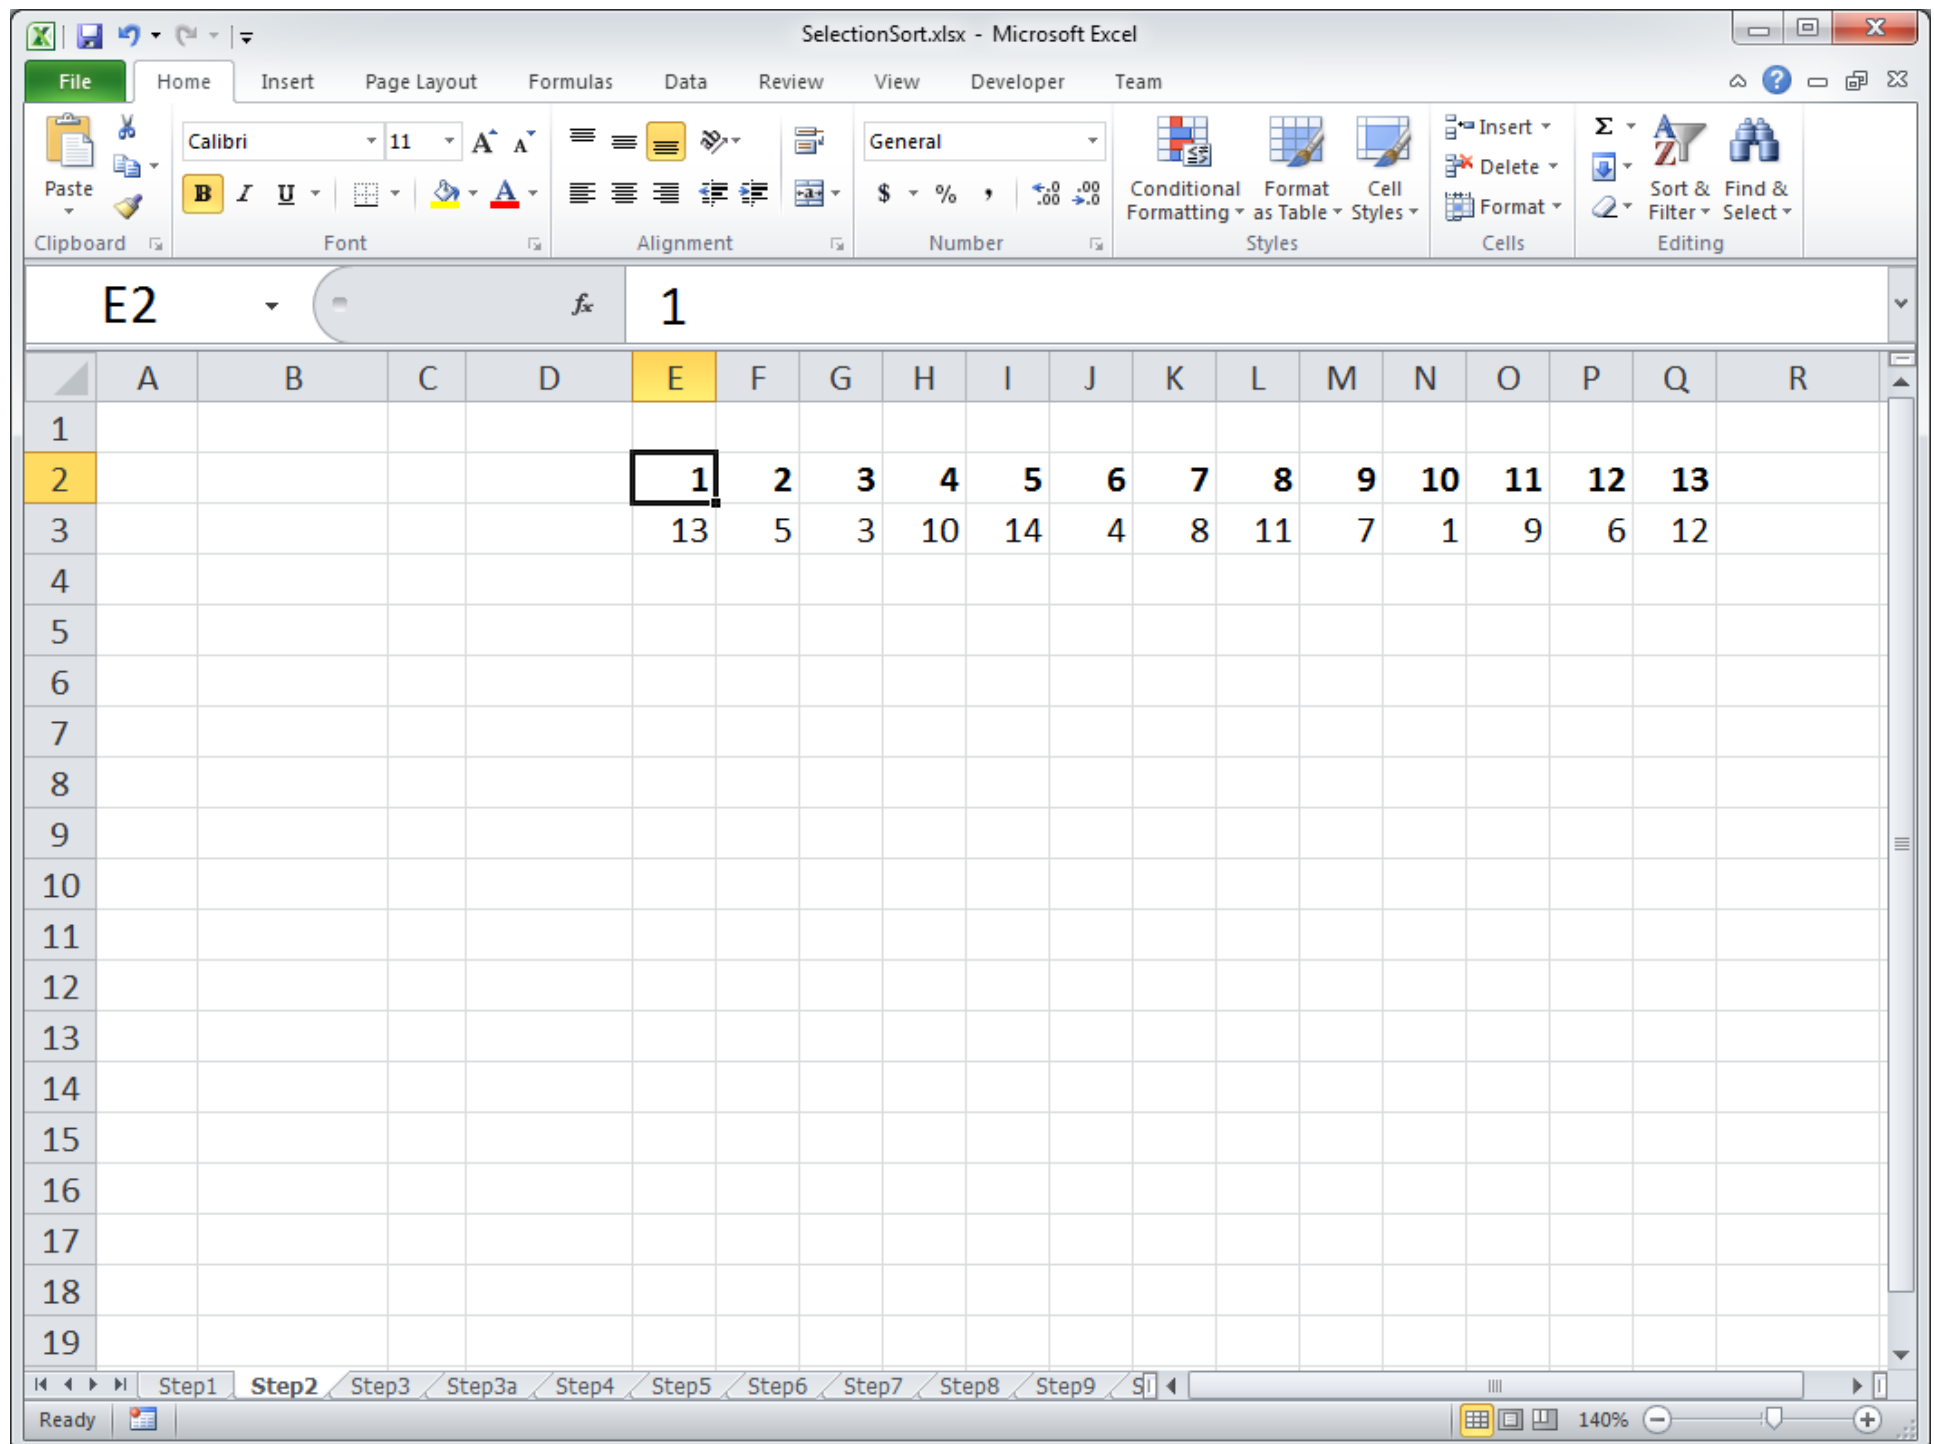 SelectionSort.xlsx - Microsoft Excel
File Home Insert Page Layout Formulas Data Review View Developer Team
Calibri 11 General Insert
Delete
Paste B I U $ % , Conditional Format Cell Sort & Find &
Formatting as Table Styles Format Filter Select
Clipboard Font Alignment Number Styles Cells Editing
E2 fx 1
A B C D E F G H I J K L M N O P Q R
1
2 1 2 3 4 5 6 7 8 9 10 11 12 13
3 13 5 3 10 14 4 8 11 7 1 9 6 12
4
5
6
7
8
9
10
11
12
13
14
15
16
17
18
19
Step1 Step2 Step3 Step3a Step4 Step5 Step6 Step7 Step8 Step9 S
Ready 140%